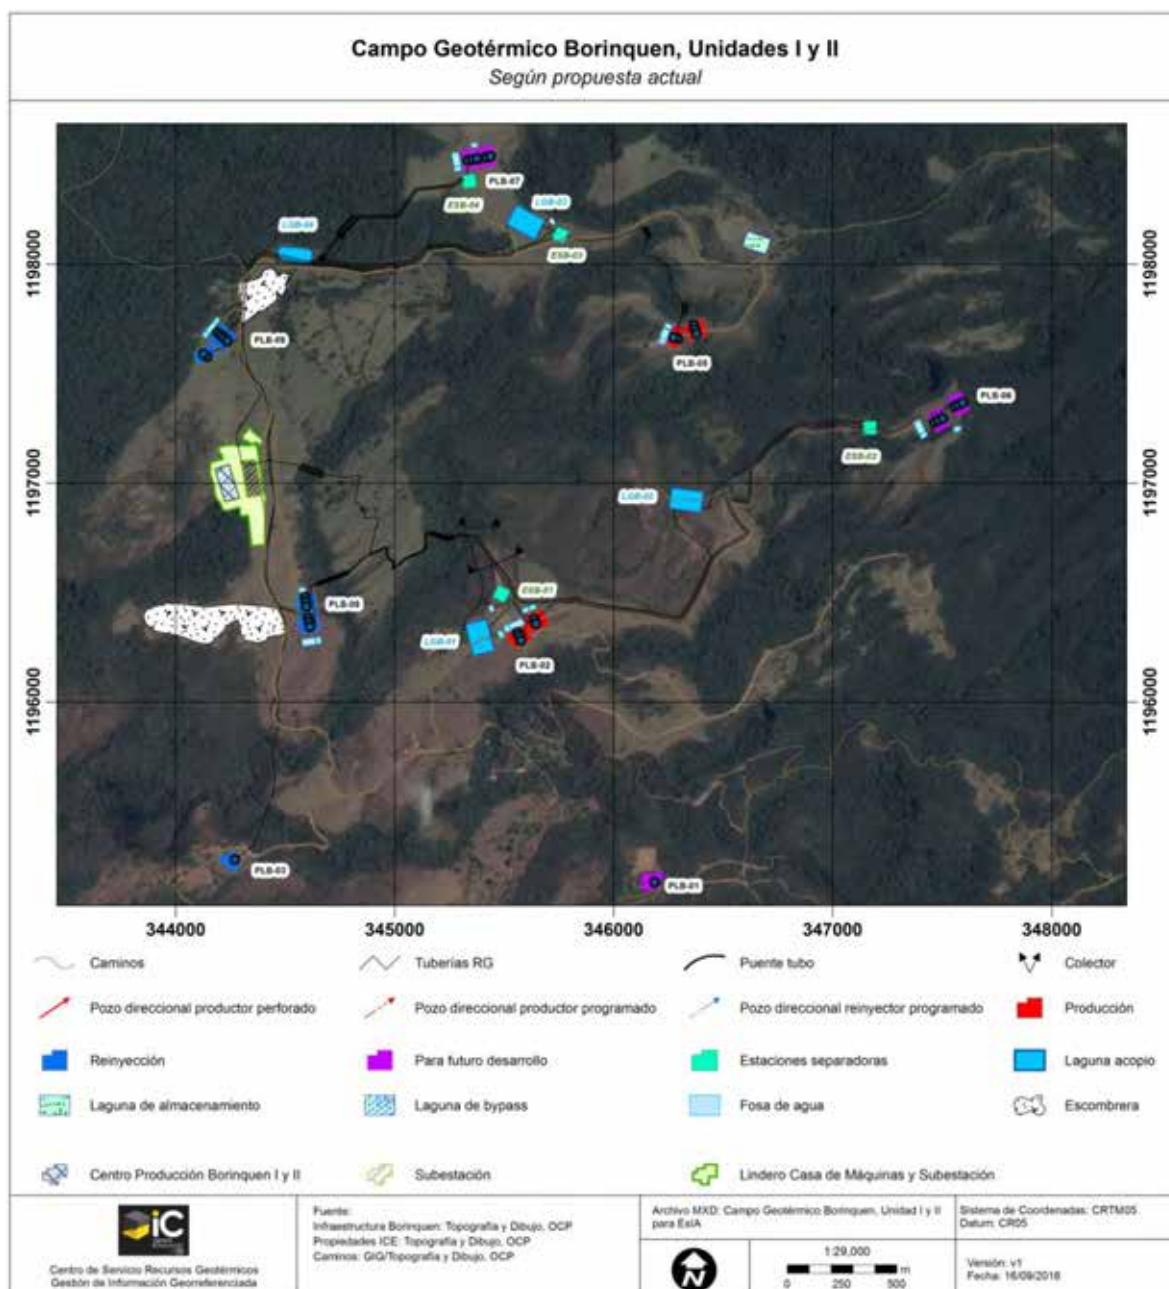 Campo Geotérmico Borinquen, Unidades I y II
Según propuesta actual
PLB-07
ESB-04
LGB-03
ESB-03
1198000
1198000
PLB-09
PLB-05
PLB-06
ESB-02
1197000
1197000
LGB-02
ESB-01
LGB-01
PLB-02
1196000
1196000
PLB-03
PLB-01
344000
345000
346000
347000
348000
Caminos
Tuberías RG
Puente tubo
Colector
Pozo direccional productor perforado
Pozo direccional productor programado
Pozo direccional reinyector programado
Producción
Reinyección
Para futuro desarrollo
Estaciones separadoras
Laguna acopio
Laguna de almacenamiento
Laguna de bypass
Fosa de agua
Escombrera
Centro Producción Borinquen I y II
Subestación
Lindero Casa de Máquinas y Subestación
iC
Centro de Servicio Recursos Geotérmicos
Gestión de Información Georreferenciada
Fuente:
Infraestructura Borinquen: Topografía y Dibujo, OCP
Propiedades ICE: Topografía y Dibujo, OCP
Caminos: GIG/Topografía y Dibujo, OCP
Archivo MXD: Campo Geotérmico Borinquen, Unidad I y II
para EsIA
N
1:29,000
0 250 500 m
Sistema de Coordenadas: CRTM05
Datum: CR05
Versión: v1
Fecha: 16/09/2018